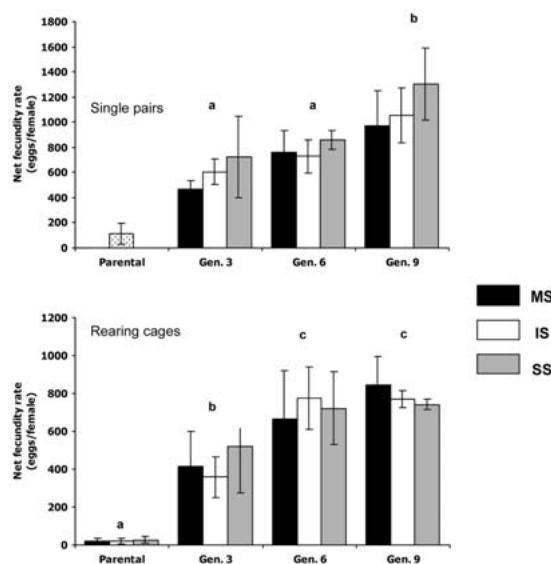 1800
1600
1400
1200
1000
800
600
400
200
0
Net fecundity rate
(eggs/female)
Single pairs
a
a
b
Parental
Gen. 3
Gen. 6
Gen. 9
MS
IS
SS
1200
1000
800
600
400
200
0
Net fecundity rate
(eggs/female)
Rearing cages
a
b
c
c
Parental
Gen. 3
Gen. 6
Gen. 9